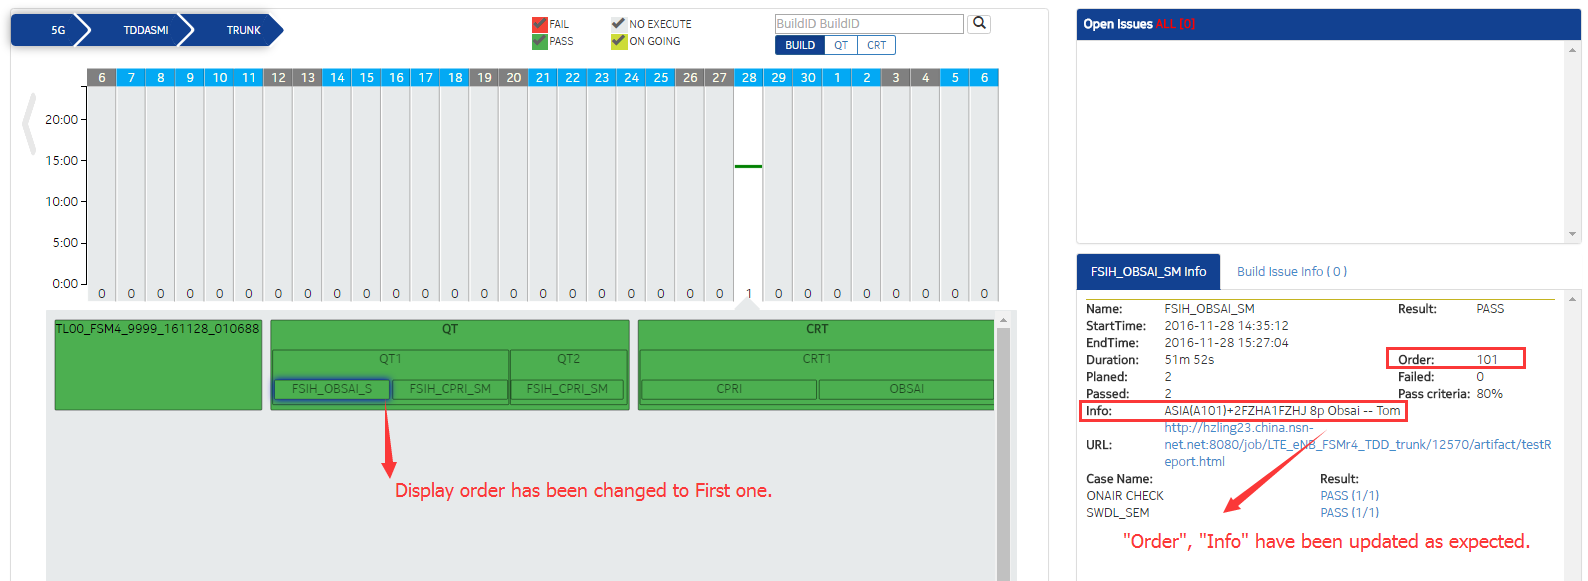 5G TDDASMI TRUNK
FAIL NO EXECUTE
PASS ON GOING
BuildID BuildID
BUILD QT CRT
6 7 8 9 10 11 12 13 14 15 16 17 18 19 20 21 22 23 24 25 26 27 28 29 30 1 2 3 4 5 6
20:00
15:00
10:00
5:00
0:00
0 0 0 0 0 0 0 0 0 0 0 0 0 0 0 0 0 0 0 0 0 0 1 0 0 0 0 0 0 0 0
TL00_FSM4_9999_161128_010688 QT CRT
QT1 QT2 CRT1
FSIH_OBSAI_S FSIH_CPRI_SM FSIH_CPRI_SM CPRI OBSAI
Display order has been changed to First one.
Open Issues ALL [0]
FSIH_OBSAI_SM Info Build Issue Info ( 0 )
Name: FSIH_OBSAI_SM Result: PASS
StartTime: 2016-11-28 14:35:12
EndTime: 2016-11-28 15:27:04
Duration: 51m 52s Order: 101
Planed: 2 Failed: 0
Passed: 2 Pass criteria: 80%
Info: ASIA(A101)+2FZHA1FZHJ 8p Obsai -- Tom
http://hzling23.china.nsn-
URL: net.net:8080/job/LTE_eNB_FSMr4_TDD_trunk/12570/artifact/testR
eport.html
Case Name: Result:
ONAIR CHECK PASS (1/1)
SWDL_SEM PASS (1/1)
"Order", "Info" have been updated as expected.